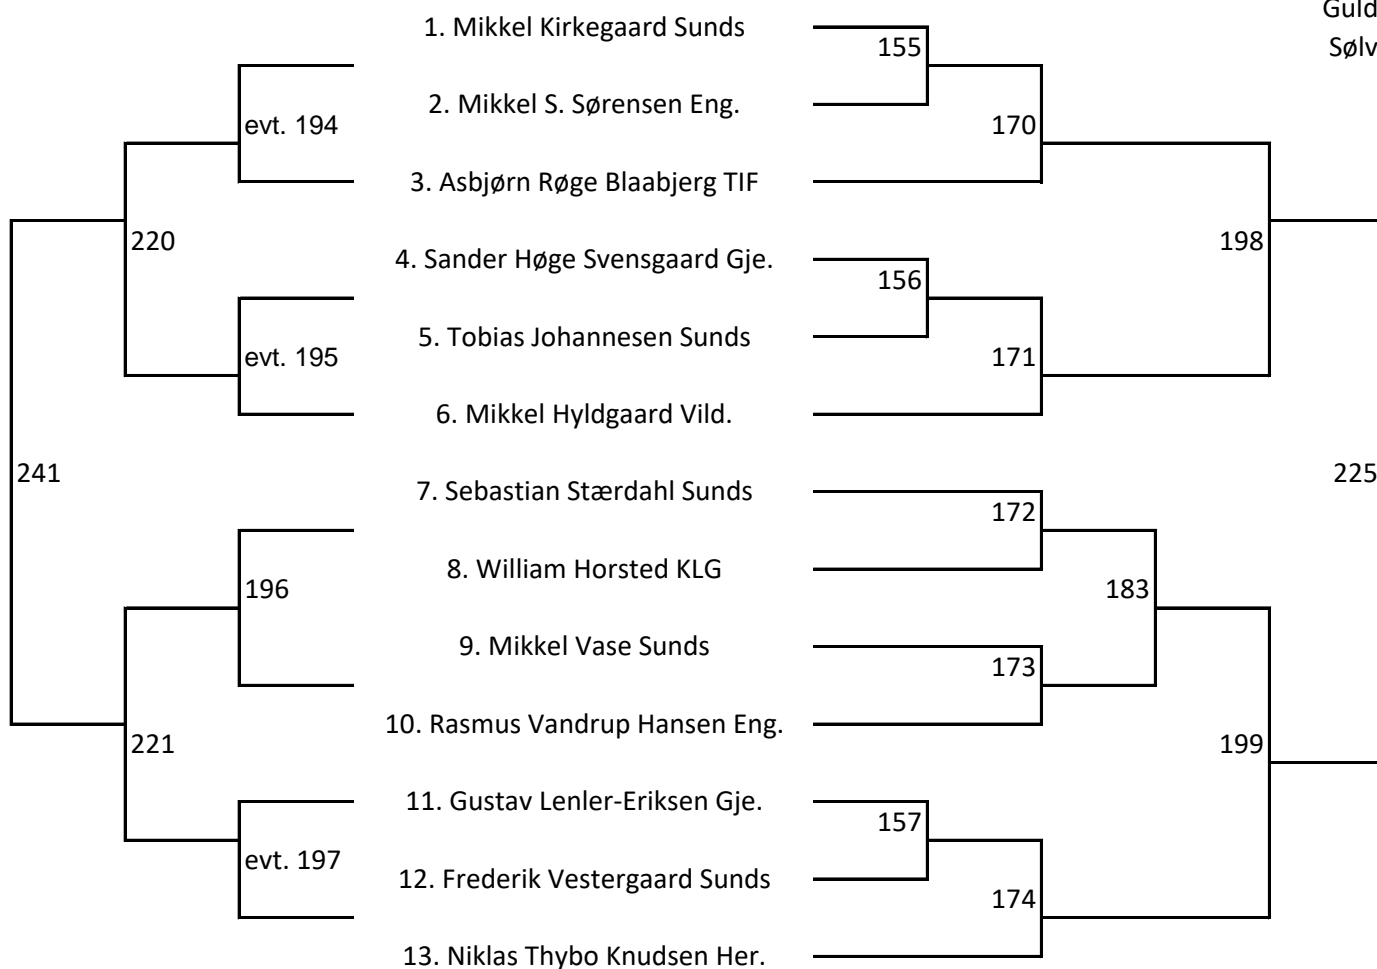 Guld
1. Mikkel Kirkegaard Sunds
155
Sølv
2. Mikkel S. Sørensen Eng.
evt. 194
170
3. Asbjørn Røge Blaabjerg TIF
220
198
4. Sander Høge Svensgaard Gje.
156
5. Tobias Johannesen Sunds
evt. 195
171
6. Mikkel Hyldgaard Vild.
241
225
7. Sebastian Stærdahl Sunds
172
8. William Horsted KLG
196
183
9. Mikkel Vase Sunds
173
10. Rasmus Vandrup Hansen Eng.
221
199
11. Gustav Lenler-Eriksen Gje.
157
evt. 197
12. Frederik Vestergaard Sunds
174
13. Niklas Thybo Knudsen Her.